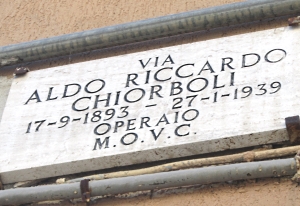 VIA
ALDO RICCARDO
CHIORBOLI
17-9-1893 - 27-1-1939
OPERAIO
M.O.V.C.